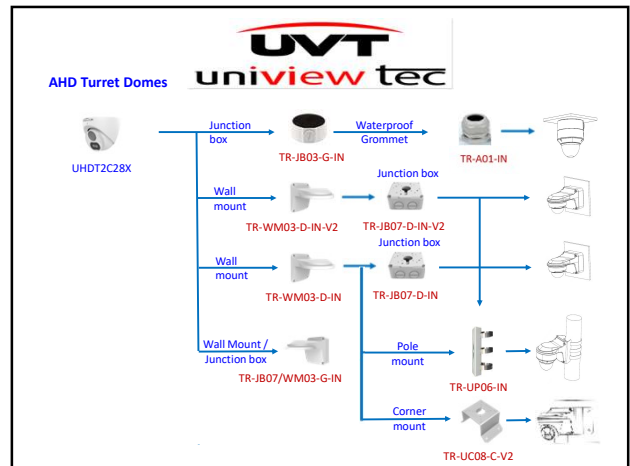 UVT
uniview tec
AHD Turret Domes
UHDT2C28X
Junction
box
TR-JB03-G-IN
Waterproof
Grommet
TR-A01-IN
Wall
mount
TR-WM03-D-IN-V2
Junction box
TR-JB07-D-IN-V2
Wall
mount
TR-WM03-D-IN
Junction box
TR-JB07-D-IN
Wall Mount /
Junction box
TR-JB07/WM03-G-IN
Pole
mount
TR-UP06-IN
Corner
mount
TR-UC08-C-V2